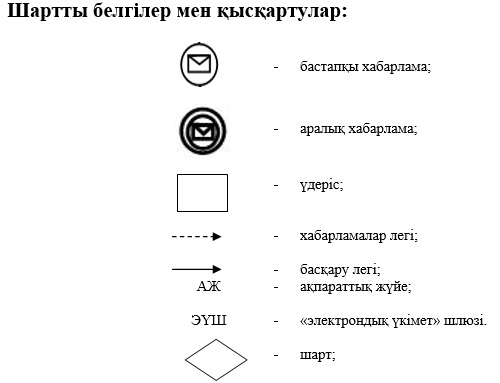 Шартты белгілер мен қысқартулар:
- бастапқы хабарлама;
- аралық хабарлама;
- үдеріс;
- хабарламалар легі;
- басқару легі;
АЖ - ақпараттық жүйе;
ЭҮШ - «электрондық үкімет» шлюзі.
- шарт;